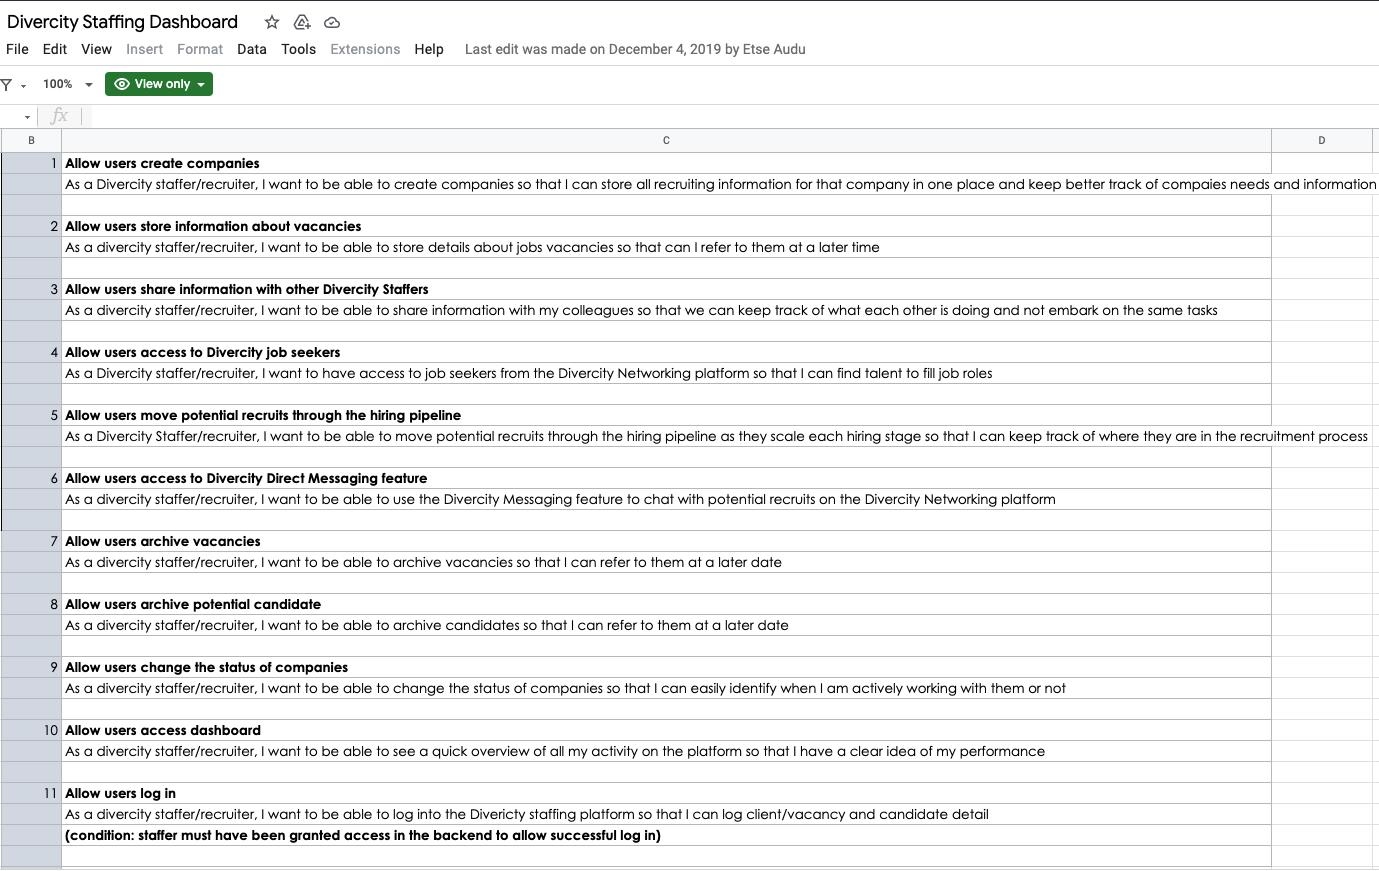 Divercity Staffing Dashboard
File Edit View Insert Format Data Tools Extensions Help Last edit was made on December 4, 2019 by Etse Audu
100% View only
fx
B C D
1 Allow users create companies
As a Divercity staffer/recruiter, I want to be able to create companies so that I can store all recruiting information for that company in one place and keep better track of compaies needs and information
2 Allow users store information about vacancies
As a divercity staffer/recruiter, I want to be able to store details about jobs vacancies so that can I refer to them at a later time
3 Allow users share information with other Divercity Staffers
As a divercity staffer/recruiter, I want to be able to share information with my colleagues so that we can keep track of what each other is doing and not embark on the same tasks
4 Allow users access to Divercity job seekers
As a Divercity staffer/recruiter, I want to have access to job seekers from the Divercity Networking platform so that I can find talent to fill job roles
5 Allow users move potential recruits through the hiring pipeline
As a Divercity Staffer/recruiter, I want to be able to move potential recruits through the hiring pipeline as they scale each hiring stage so that I can keep track of where they are in the recruitment process
6 Allow users access to Divercity Direct Messaging feature
As a divercity staffer/recruiter, I want to be able to use the Divercity Messaging feature to chat with potential recruits on the Divercity Networking platform
7 Allow users archive vacancies
As a divercity staffer/recruiter, I want to be able to archive vacancies so that I can refer to them at a later date
8 Allow users archive potential candidate
As a divercity staffer/recruiter, I want to be able to archive candidates so that I can refer to them at a later date
9 Allow users change the status of companies
As a divercity staffer/recruiter, I want to be able to change the status of companies so that I can easily identify when I am actively working with them or not
10 Allow users access dashboard
As a divercity staffer/recruiter, I want to be able to see a quick overview of all my activity on the platform so that I have a clear idea of my performance
11 Allow users log in
As a divercity staffer/recruiter, I want to be able to log into the Divericty staffing platform so that I can log client/vacancy and candidate detail
(condition: staffer must have been granted access in the backend to allow successful log in)